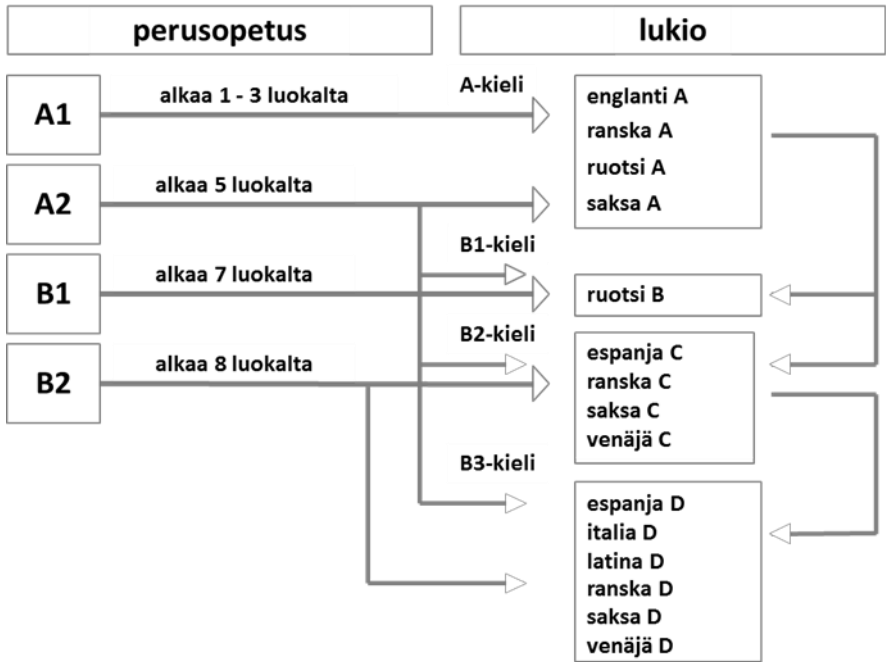 perusopetus
lukio
A1
alkaa 1 - 3 luokalta
A-kieli
A2
alkaa 5 luokalta
englanti A
ranska A
ruotsi A
saksa A
B1
alkaa 7 luokalta
B1-kieli
ruotsi B
B2
alkaa 8 luokalta
B2-kieli
espanja C
ranska C
saksa C
venäjä C
B3-kieli
espanja D
italia D
latina D
ranska D
saksa D
venäjä D